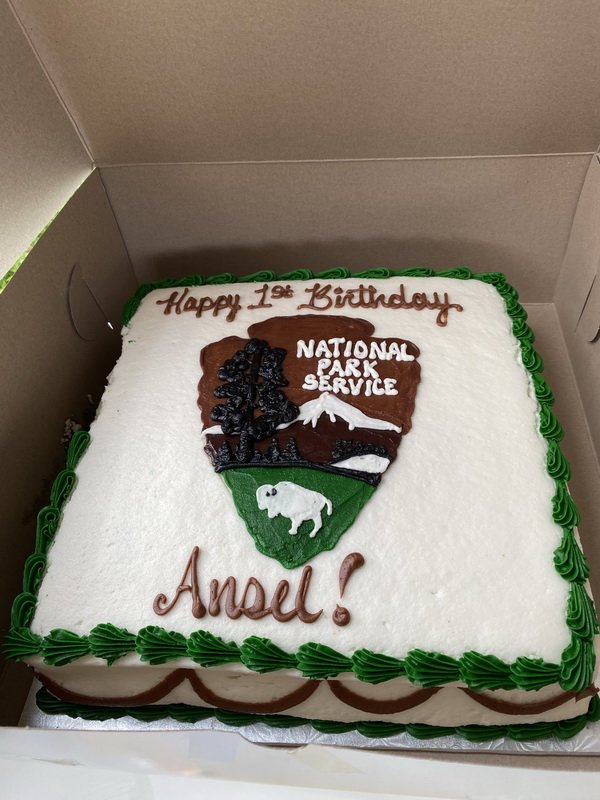 Happy 1st Birthday
NATIONAL
PARK
SERVICE
Ansel!